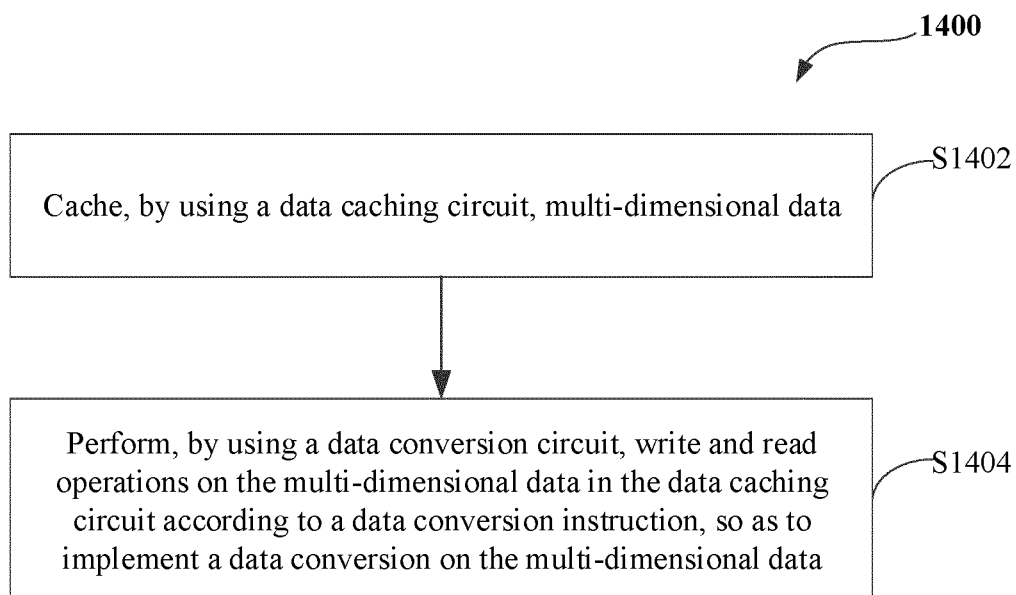 1400
S1402
Cache, by using a data caching circuit, multi-dimensional data
Perform, by using a data conversion circuit, write and read
operations on the multi-dimensional data in the data caching
circuit according to a data conversion instruction, so as to
implement a data conversion on the multi-dimensional data
S1404